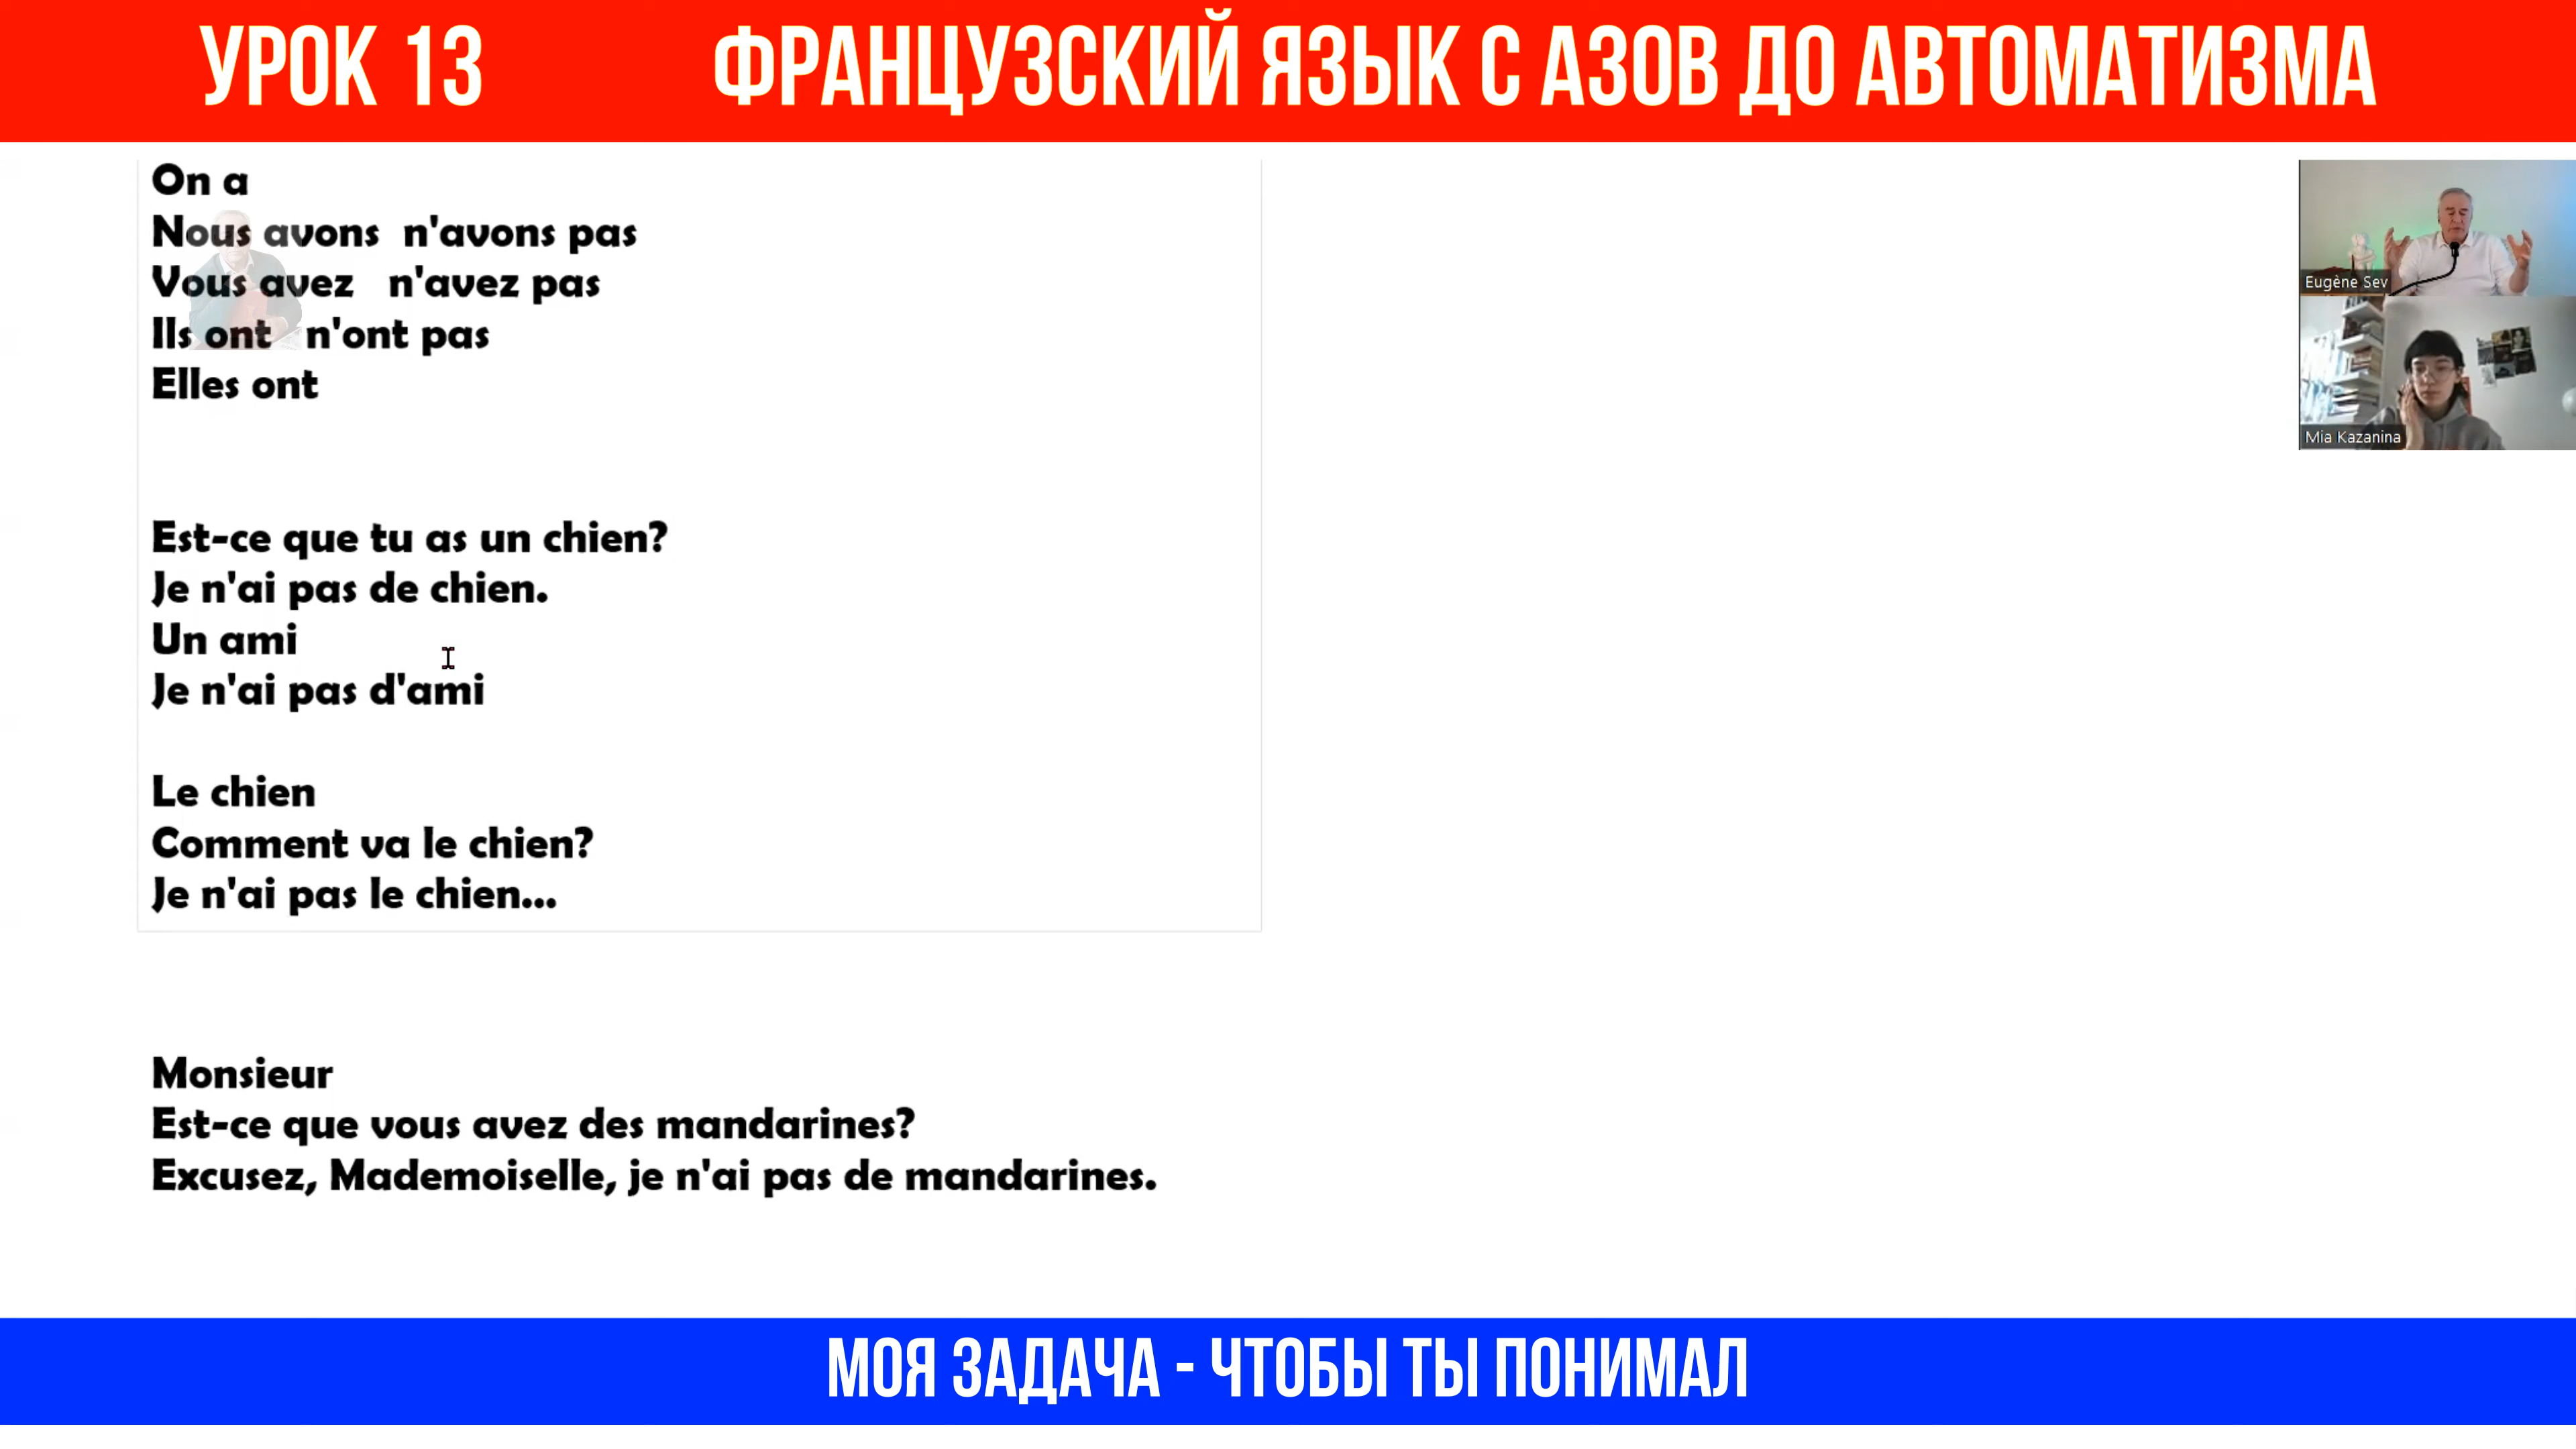 УРОК 13 ФРАНЦУЗСКИЙ ЯЗЫК С АЗОВ ДО АВТОМАТИЗМА
On a
Nous avons n'avons pas
Vous avez n'avez pas
Ils ont n'ont pas
Elles ont
Eugène Sev
Mia Kazanina
Est-ce que tu as un chien?
Je n'ai pas de chien.
Un ami
Je n'ai pas d'ami
Le chien
Comment va le chien?
Je n'ai pas le chien...
Monsieur
Est-ce que vous avez des mandarines?
Excusez, Mademoiselle, je n'ai pas de mandarines.
МОЯ ЗАДАЧА - ЧТОБЫ ТЫ ПОНИМАЛ